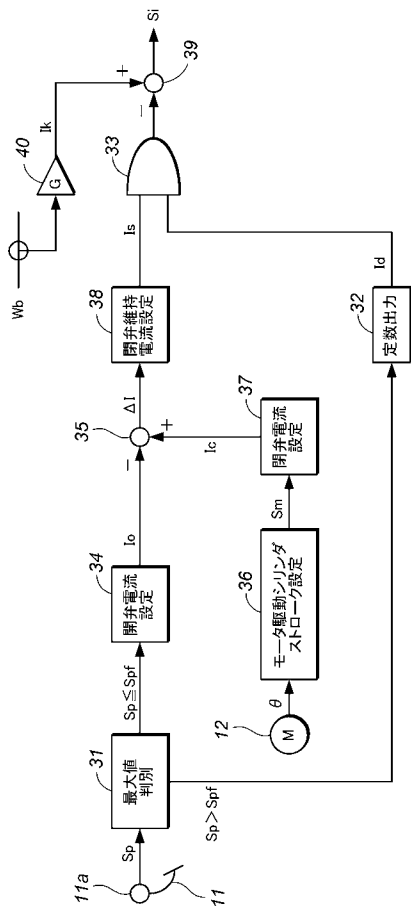 11a
11
Sp
31
最大値
判別
Sp≦Spf
Sp＞Spf
34
開弁電流
設定
Io
35
−
+
ΔI
38
閉弁維持
電流設定
Is
12
M
θ
36
モータ駆動シリンダ
ストローク設定
Sm
37
閉弁電流
設定
Ic
32
定数出力
Id
33
Wb
40
G
Ik
+
−
39
Si